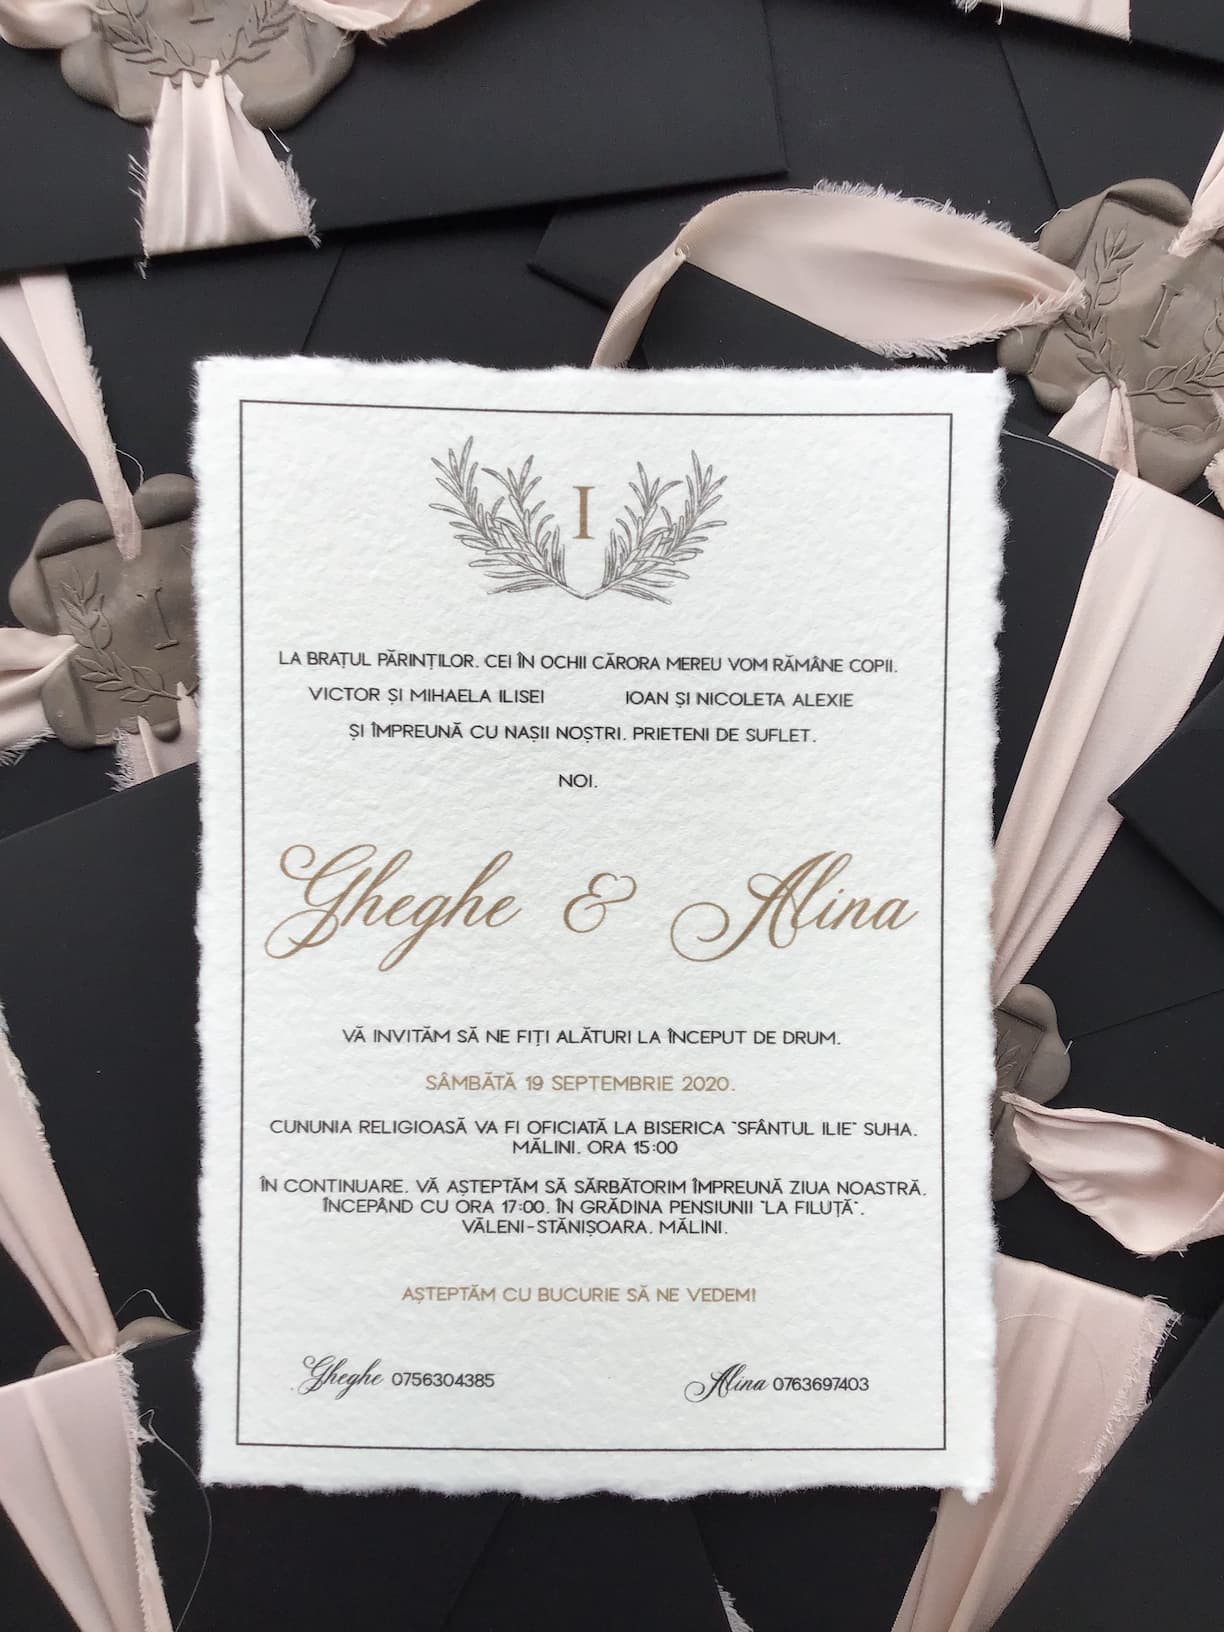 I
I
I
I
LA BRAȚUL PĂRINȚILOR, CEI ÎN OCHII CĂRORA MEREU VOM RĂMÂNE COPII,
VICTOR ȘI MIHAELA ILISEI IOAN ȘI NICOLETA ALEXIE
ȘI ÎMPREUNĂ CU NAȘII NOȘTRI, PRIETENI DE SUFLET,
NOI,
Gheghe & Alina
VĂ INVITĂM SĂ NE FIȚI ALĂTURI LA ÎNCEPUT DE DRUM,
SÂMBĂTĂ 19 SEPTEMBRIE 2020.
CUNUNIA RELIGIOASĂ VA FI OFICIATĂ LA BISERICA "SFÂNTUL ILIE" SUHA,
MĂLINI, ORA 15:00
ÎN CONTINUARE, VĂ AȘTEPTĂM SĂ SĂRBĂTORIM ÎMPREUNĂ ZIUA NOASTRĂ,
ÎNCEPÂND CU ORA 17:00, ÎN GRĂDINA PENSIUNII "LA FILUȚĂ",
VĂLENI-STĂNIȘOARA, MĂLINI.
AȘTEPTĂM CU BUCURIE SĂ NE VEDEM!
Gheghe 0756304385 Alina 0763697403